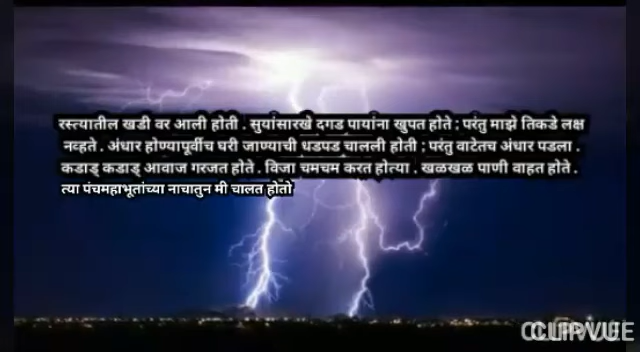 रस्त्यातील खडी वर आली होती . सुयांसारखे दगड पायांना खुपत होते ; परंतु माझे तिकडे लक्ष
नव्हते . अंधार होण्यापूर्वीच घरी जाण्याची धडपड चालली होती ; परंतु वाटेतच अंधार पडला .
कडाड् कडाड् आवाज गरजत होते . विजा चमचम करत होत्या . खळखळ पाणी वाहत होते .
त्या पंचमहाभूतांच्या नाचातुन मी चालत होतो